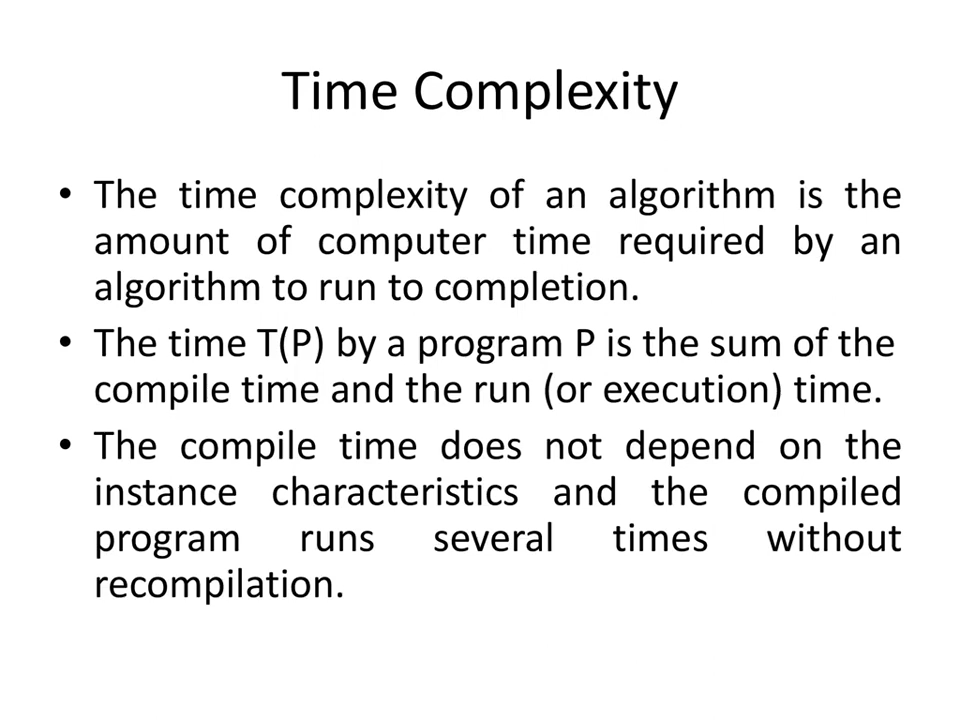 Time Complexity
• The time complexity of an algorithm is the
amount of computer time required by an
algorithm to run to completion.
• The time T(P) by a program P is the sum of the
compile time and the run (or execution) time.
• The compile time does not depend on the
instance characteristics and the compiled
program runs several times without
recompilation.